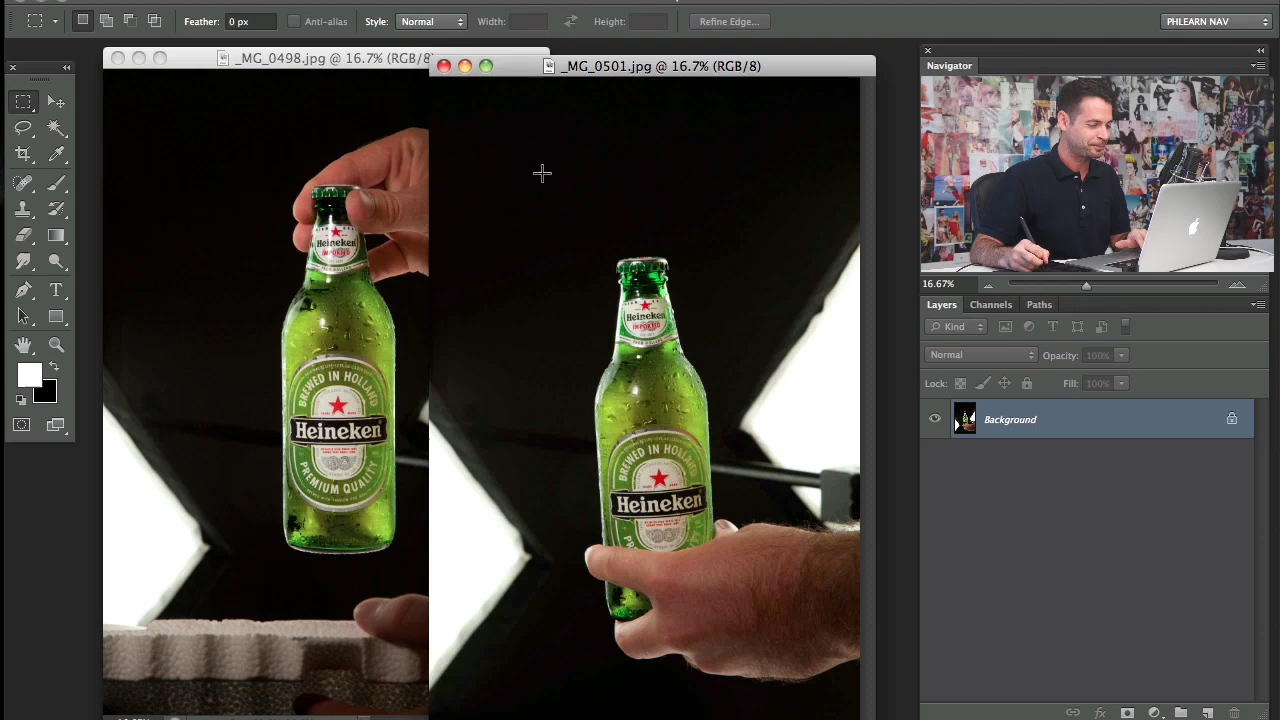 Feather: 0 px Anti-alias Style: Normal Width: Height: Refine Edge... PHLEARN NAV
_MG_0498.jpg @ 16.7% (RGB/8)
_MG_0501.jpg @ 16.7% (RGB/8)
Navigator
16.67%
Layers Channels Paths
Kind
Normal Opacity: 100%
Lock: Fill: 100%
Background
Heineken
IMPORTED
BREWED IN HOLLAND
Heineken
PREMIUM QUALITY
Heineken
IMPORTED
BREWED IN HOLLAND
Heineken